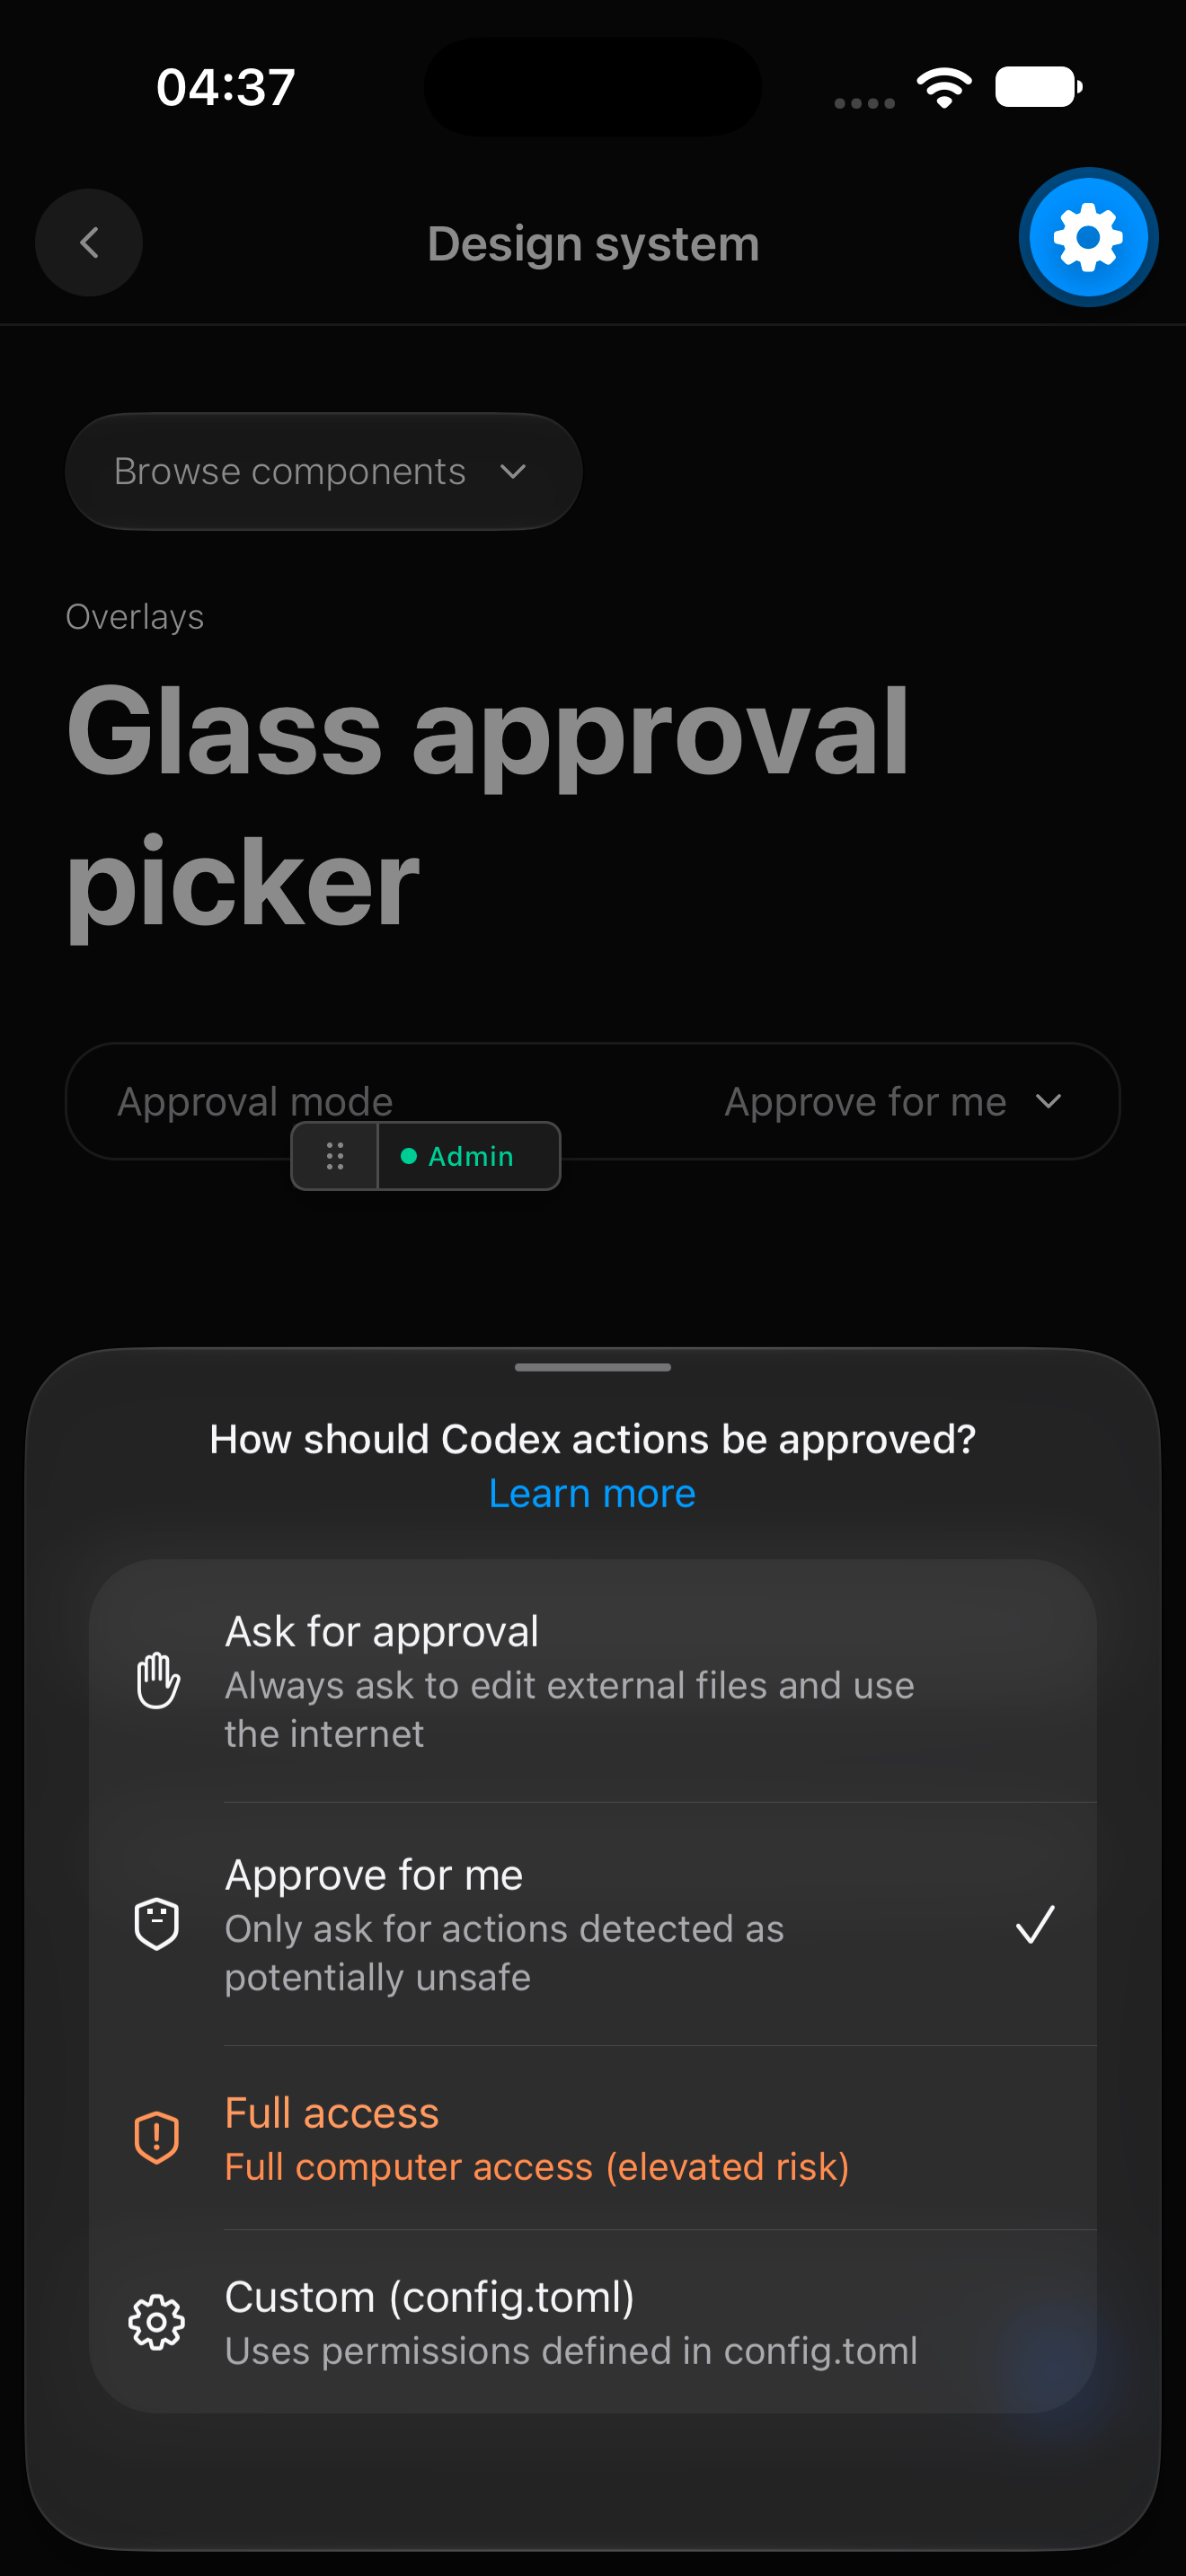 04:37
Design system
Browse components
Overlays
Glass approval
picker
Approval mode
Approve for me
Admin
How should Codex actions be approved?
Learn more
Ask for approval
Always ask to edit external files and use
the internet
Approve for me
Only ask for actions detected as
potentially unsafe
Full access
Full computer access (elevated risk)
Custom (config.toml)
Uses permissions defined in config.toml